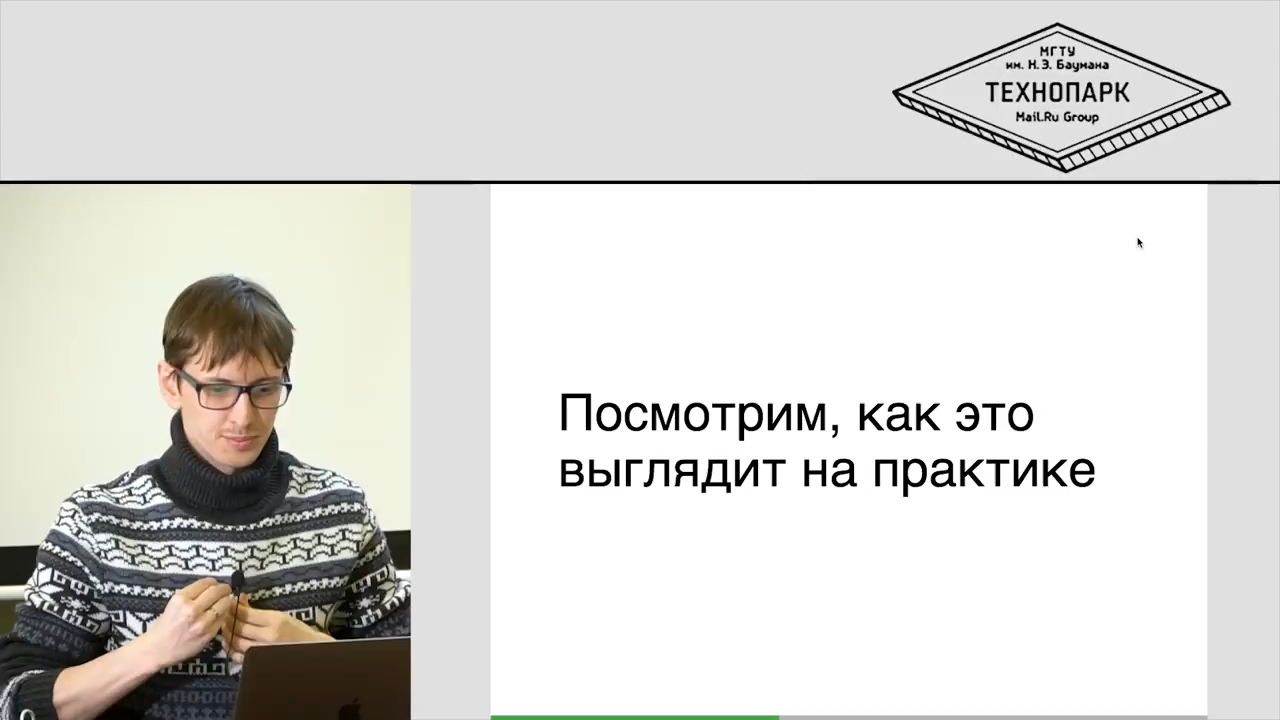 МГТУ
им. Н.Э. Баумана
ТЕХНОПАРК
Mail.Ru Group
Посмотрим, как это
выглядит на практике